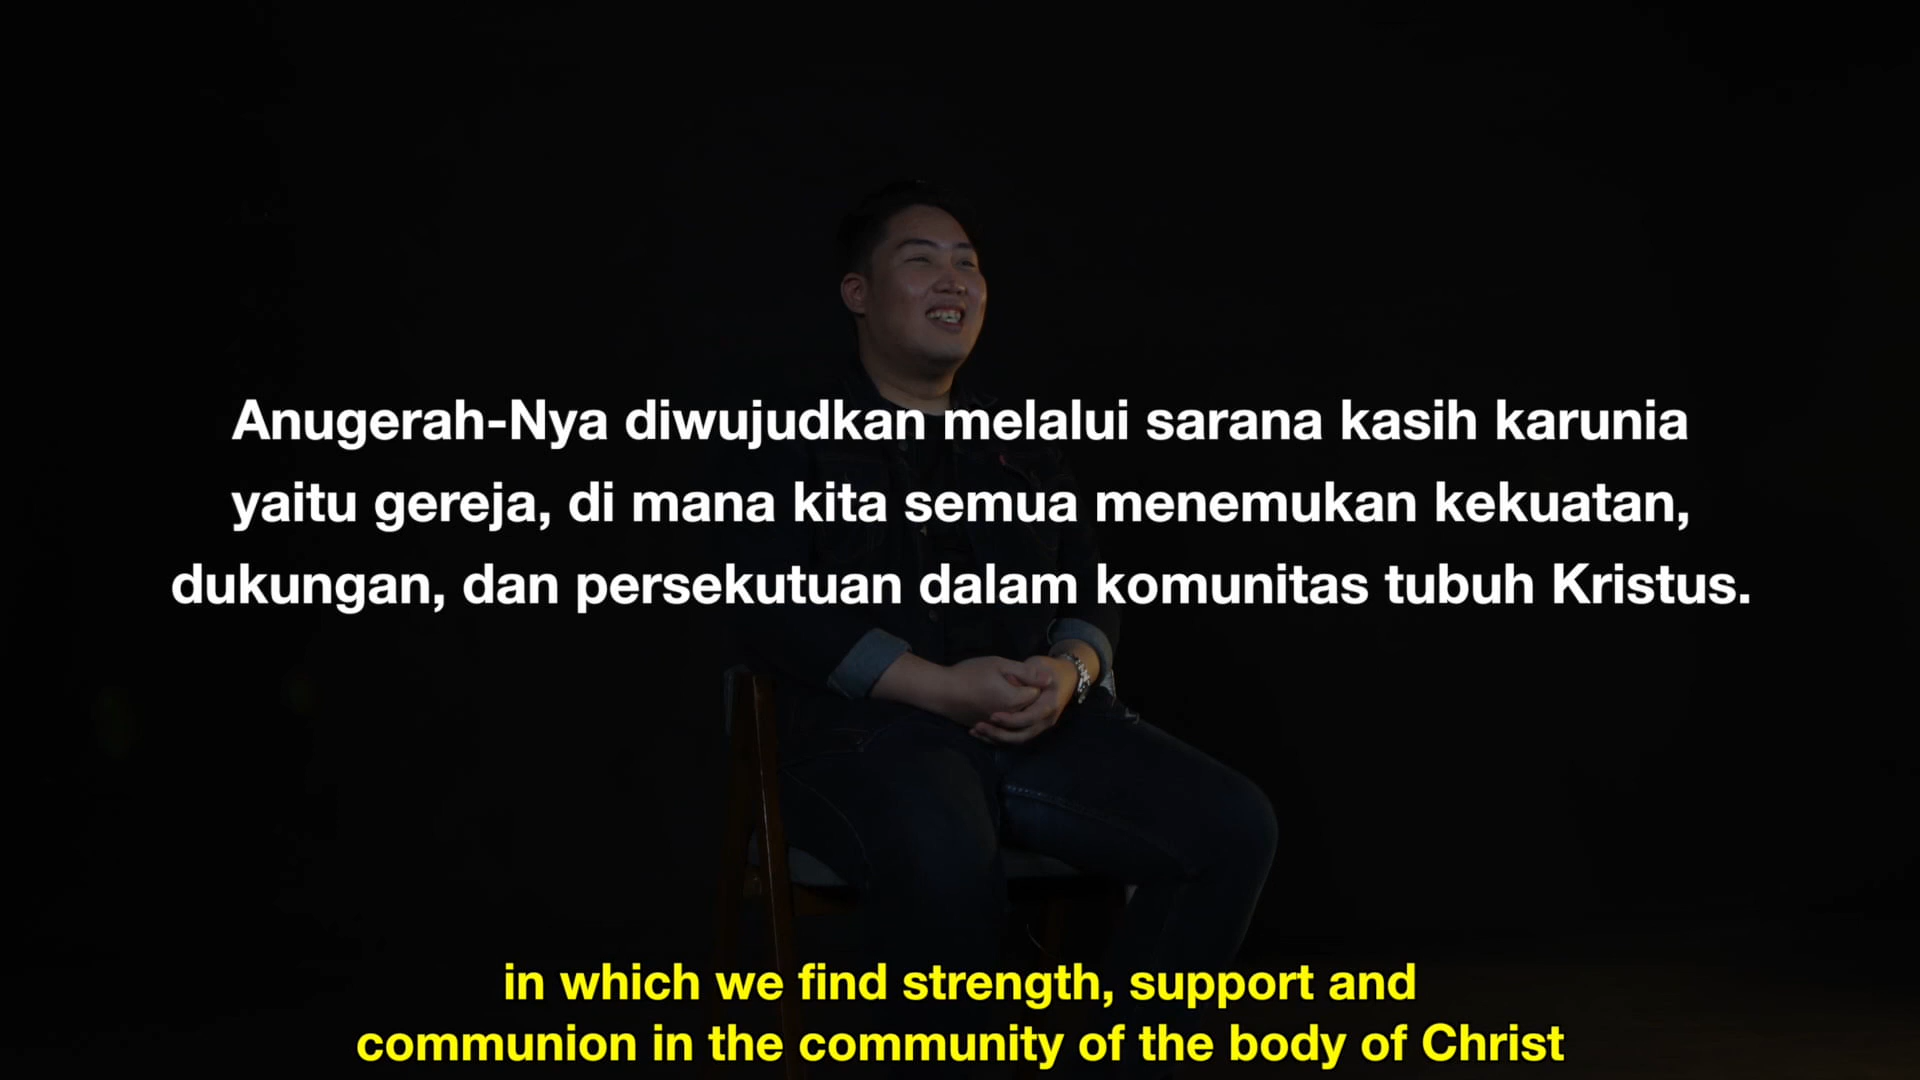 Anugerah-Nya diwujudkan melalui sarana kasih karunia
yaitu gereja, di mana kita semua menemukan kekuatan,
dukungan, dan persekutuan dalam komunitas tubuh Kristus.
in which we find strength, support and
communion in the community of the body of Christ